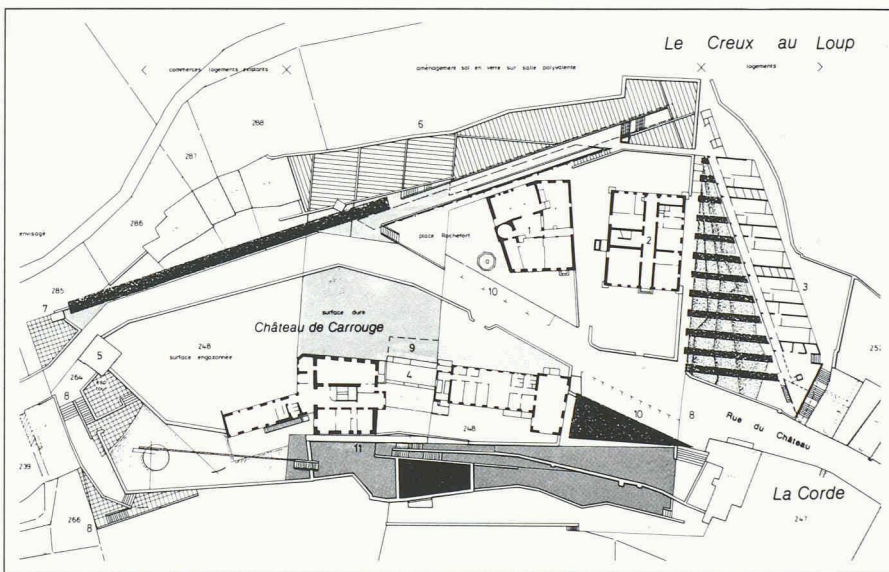 Le Creux au Loup
commerces logements existants
aménagement sol en verre sur salle polyvalente
logements
288
6
287
286
envisagé
place Rochefort
1
2
3
285
7
10
surface dure
Château de Carrouge
248
surface engazonnée
9
4
5
264
8
252
10
8
248
Rue du Château
11
239
La Corde
266
8
247